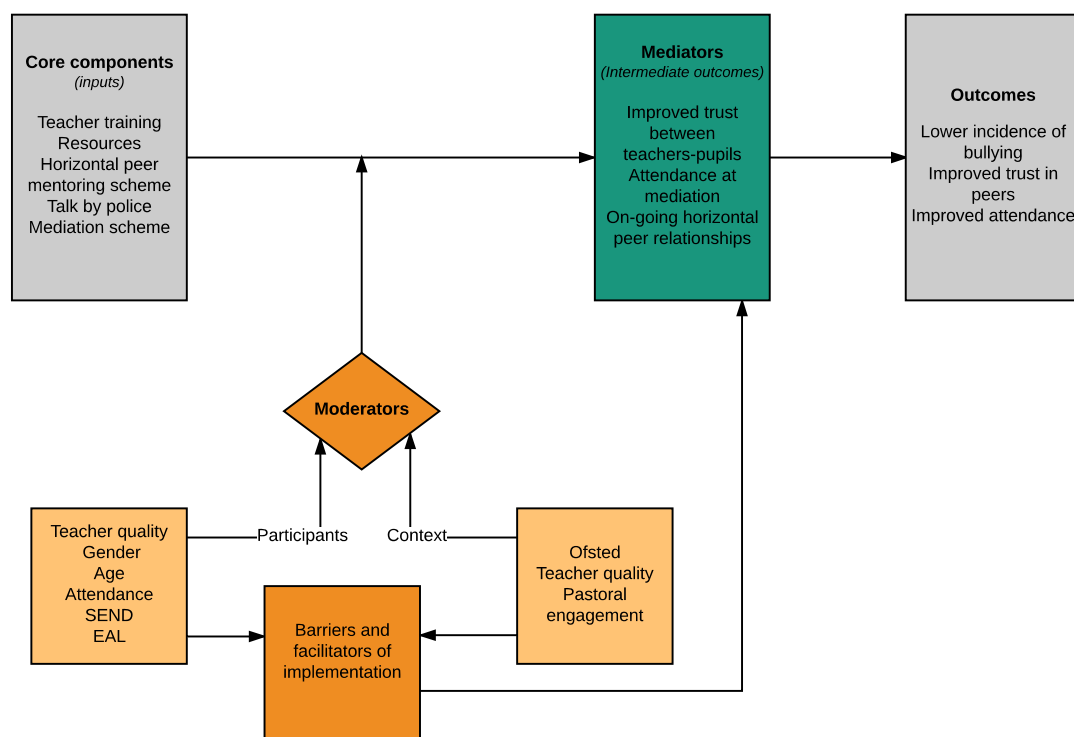 Core components
(inputs)
Teacher training
Resources
Horizontal peer
mentoring scheme
Talk by police
Mediation scheme
Mediators
(Intermediate outcomes)
Improved trust
between
teachers-pupils
Attendance at
mediation
On-going horizontal
peer relationships
Outcomes
Lower incidence of
bullying
Improved trust in
peers
Improved attendance
Moderators
Participants
Context
Teacher quality
Gender
Age
Attendance
SEND
EAL
Barriers and
facilitators of
implementation
Ofsted
Teacher quality
Pastoral
engagement